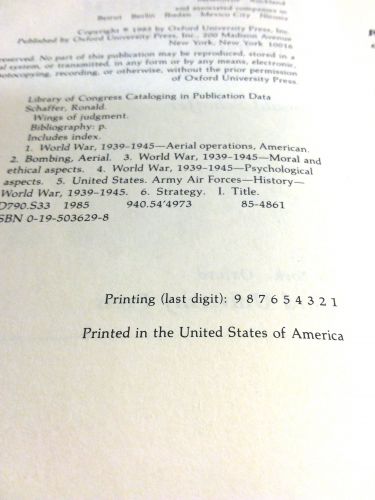 and associated companies in
Beirut Berlin Ibadan Mexico City Nicosia
Copyright © 1985 by Oxford University Press, Inc.
Published by Oxford University Press, Inc., 200 Madison Avenue
New York, New York 10016
reserved. No part of this publication may be reproduced, stored in a
al system, or transmitted, in any form or by any means, electronic,
otocopying, recording, or otherwise, without the prior permission
of Oxford University Press.
Library of Congress Cataloging in Publication Data
Schaffer, Ronald.
Wings of judgment.
Bibliography: p.
Includes index.
1. World War, 1939–1945—Aerial operations, American.
2. Bombing, Aerial. 3. World War, 1939–1945—Moral and
ethical aspects. 4. World War, 1939–1945—Psychological
aspects. 5. United States. Army Air Forces—History—
World War, 1939–1945. 6. Strategy. I. Title.
D790.S33 1985 940.54'4973 85-4861
SBN 0-19-503629-8
Printing (last digit): 9 8 7 6 5 4 3 2 1
Printed in the United States of America